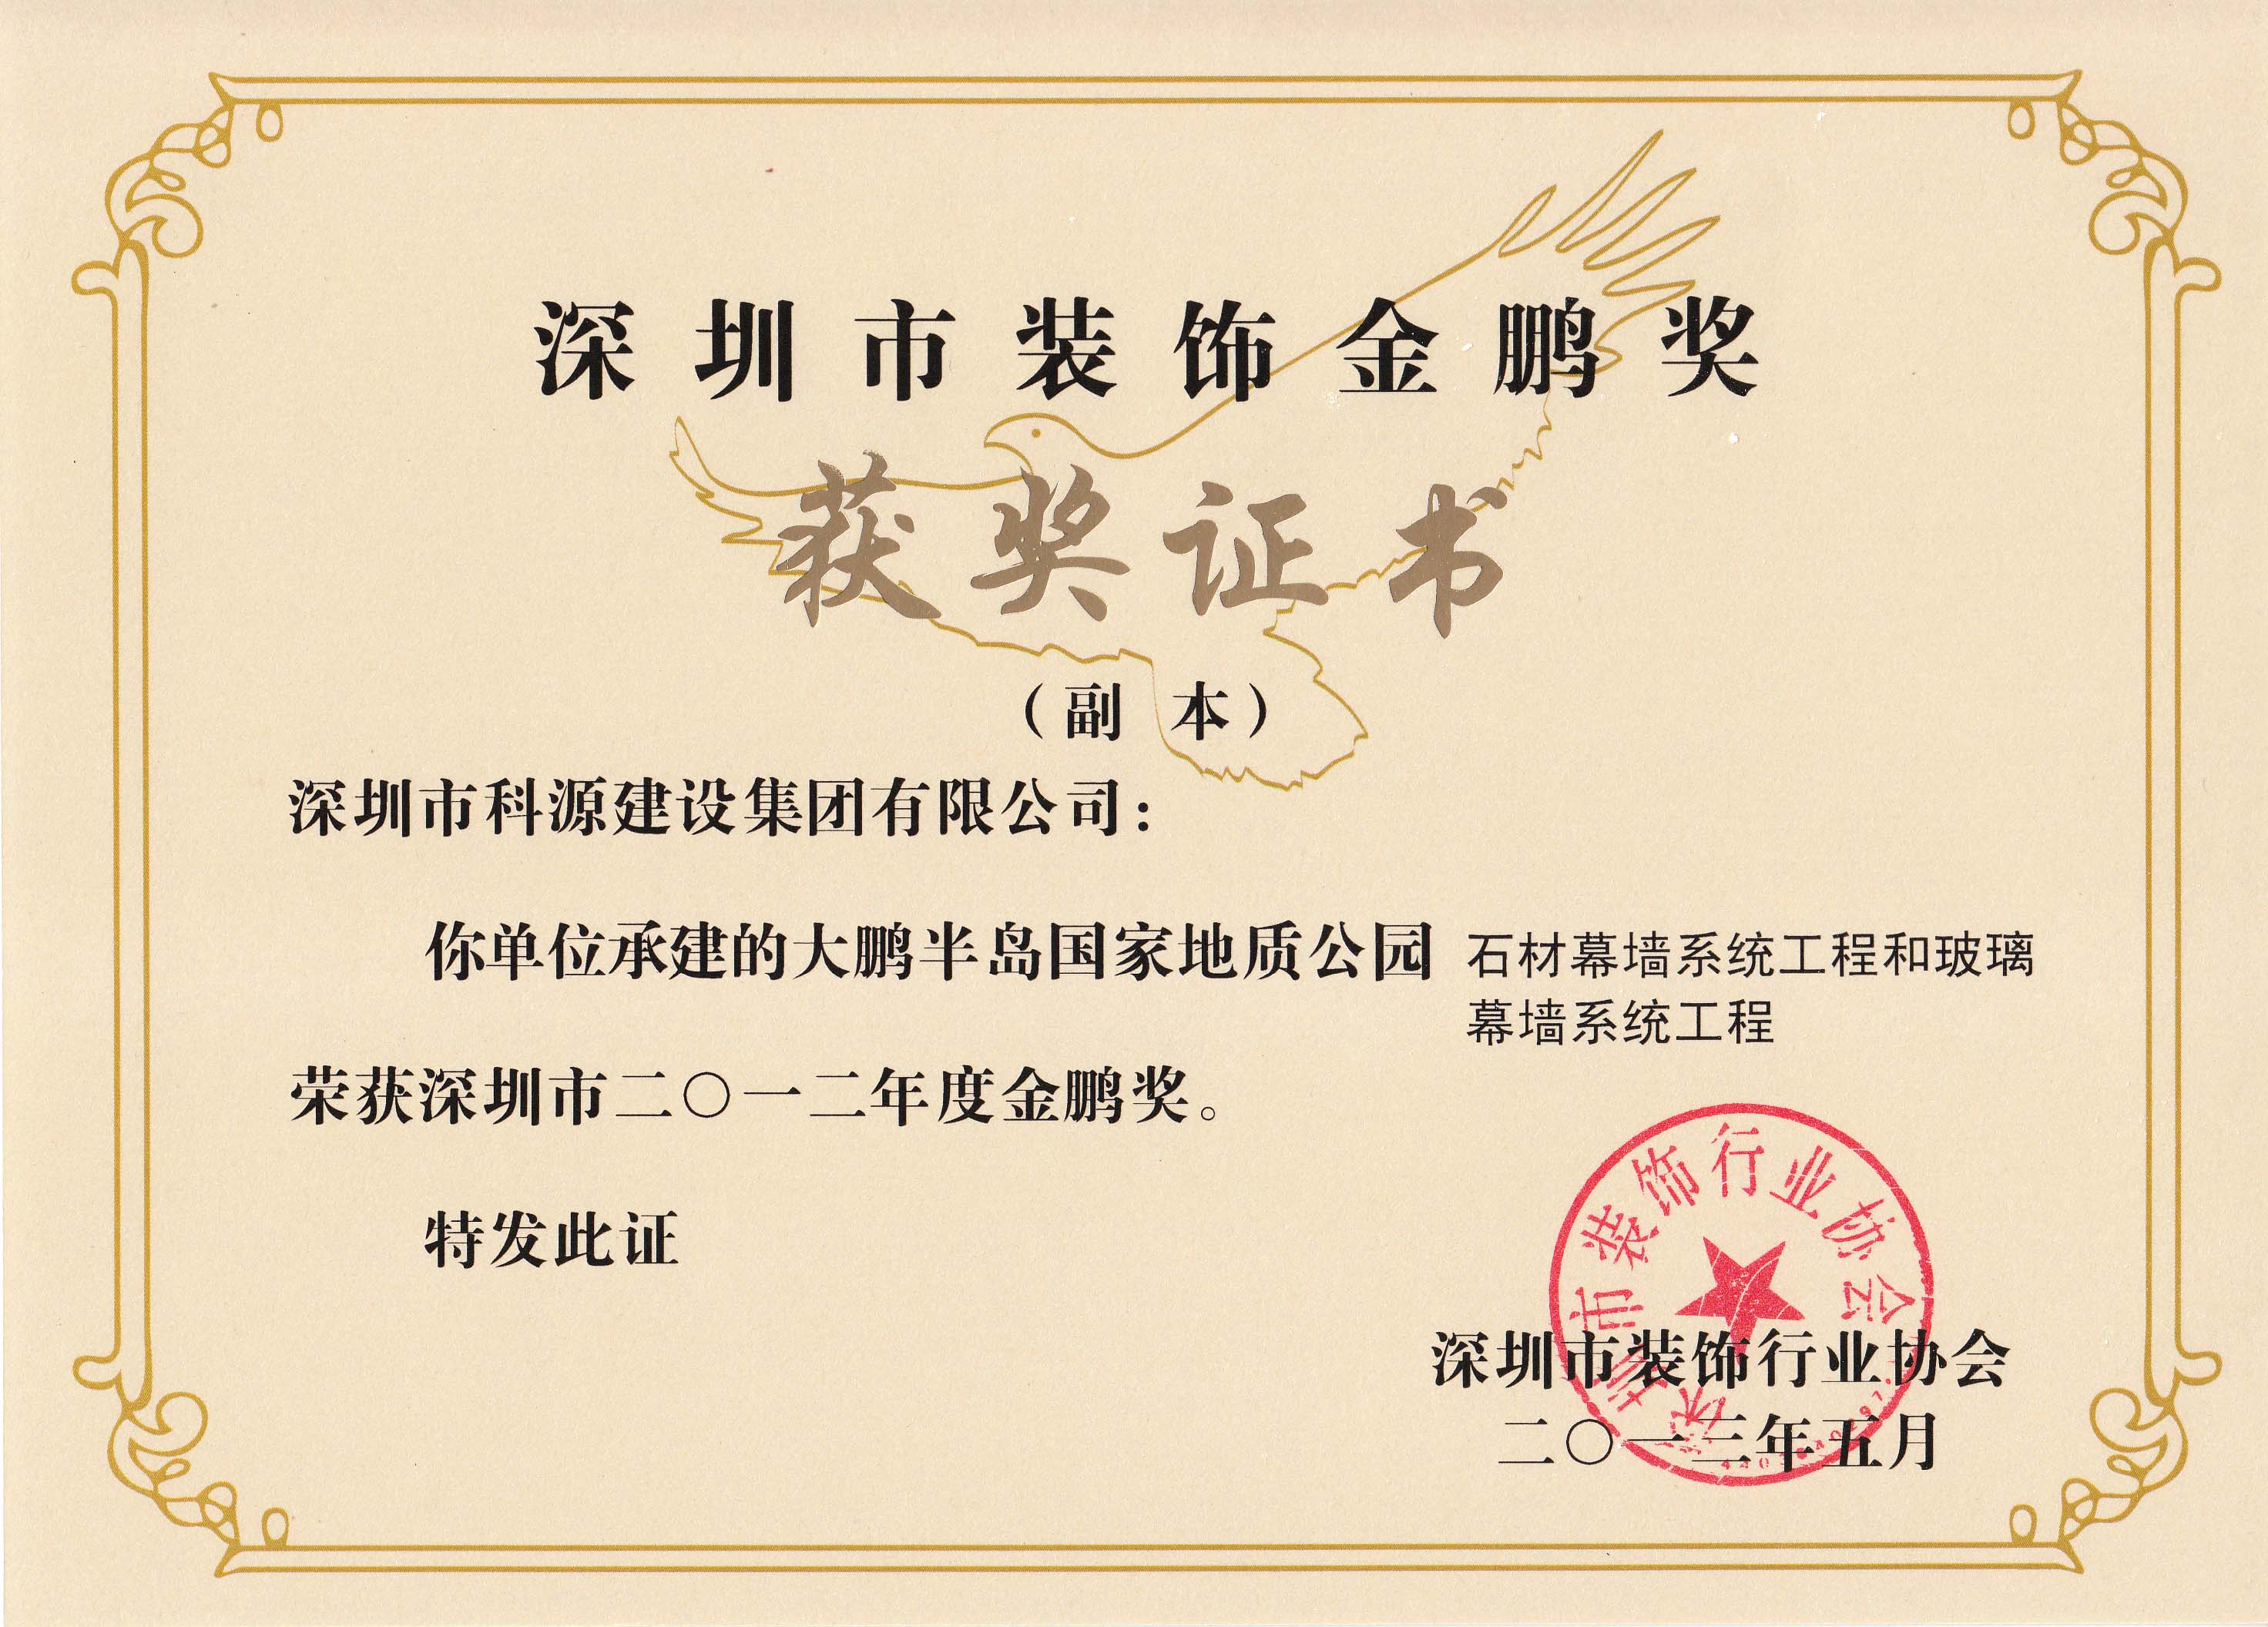 深圳市装饰金鹏奖
获奖证书
（副 本）
深圳市科源建设集团有限公司：
你单位承建的大鹏半岛国家地质公园 石材幕墙系统工程和玻璃
幕墙系统工程
荣获深圳市二〇一二年度金鹏奖。
特发此证
深圳市装饰行业协会
深圳市装饰行业协会
二〇一三年五月